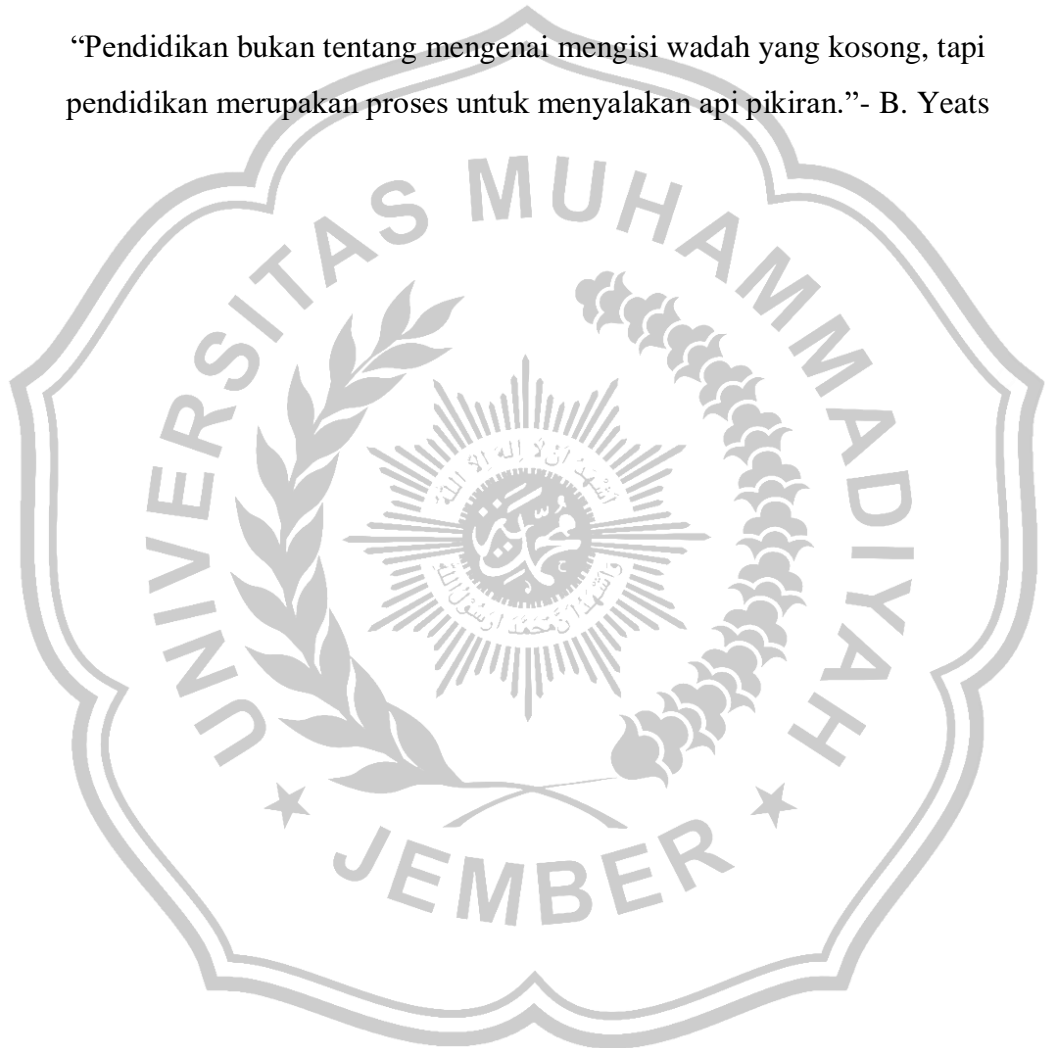 “Pendidikan bukan tentang mengenai mengisi wadah yang kosong, tapi
pendidikan merupakan proses untuk menyalakan api pikiran.”- B. Yeats
UNIVERSITAS MUHAMMADIYAH
JEMBER